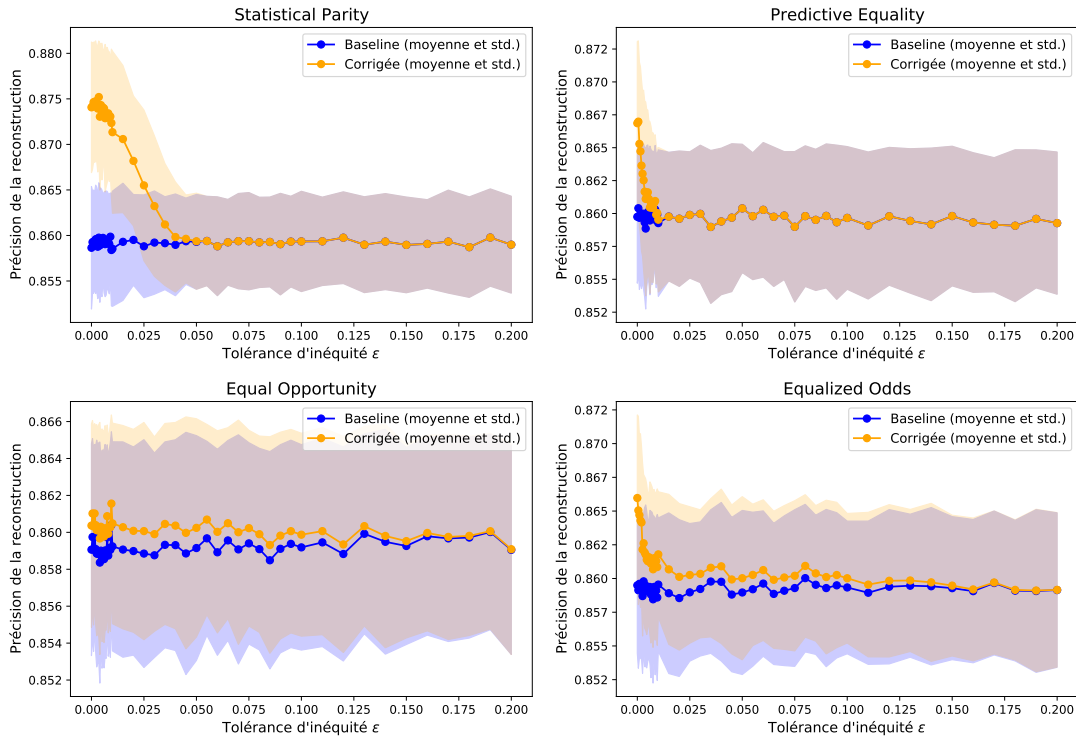 Statistical Parity
Baseline (moyenne et std.)
Corrigée (moyenne et std.)
Précision de la reconstruction
0.880
0.875
0.870
0.865
0.860
0.855
0.000 0.025 0.050 0.075 0.100 0.125 0.150 0.175 0.200
Tolérance d'inéquité ε
Predictive Equality
Baseline (moyenne et std.)
Corrigée (moyenne et std.)
Précision de la reconstruction
0.872
0.870
0.867
0.865
0.862
0.860
0.857
0.855
0.852
0.000 0.025 0.050 0.075 0.100 0.125 0.150 0.175 0.200
Tolérance d'inéquité ε
Equal Opportunity
Baseline (moyenne et std.)
Corrigée (moyenne et std.)
Précision de la reconstruction
0.866
0.864
0.862
0.860
0.858
0.856
0.854
0.852
0.000 0.025 0.050 0.075 0.100 0.125 0.150 0.175 0.200
Tolérance d'inéquité ε
Equalized Odds
Baseline (moyenne et std.)
Corrigée (moyenne et std.)
Précision de la reconstruction
0.872
0.870
0.867
0.865
0.862
0.860
0.857
0.855
0.852
0.000 0.025 0.050 0.075 0.100 0.125 0.150 0.175 0.200
Tolérance d'inéquité ε